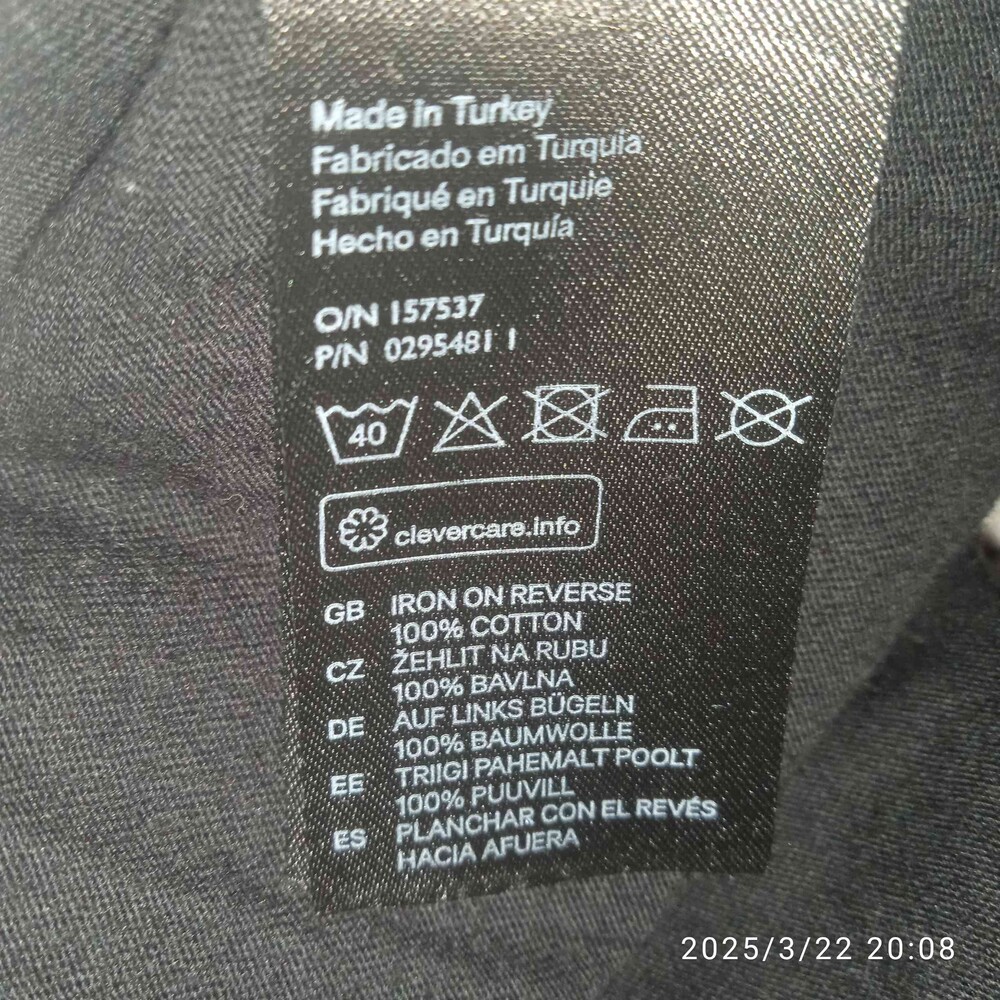 Made in Turkey
Fabricado em Turquia
Fabriqué en Turquie
Hecho en Turquía
O/N 157537
P/N 0295481 1
40
clevercare.info
GB IRON ON REVERSE
100% COTTON
CZ ŽEHLIT NA RUBU
100% BAVLNA
DE AUF LINKS BÜGELN
100% BAUMWOLLE
EE TRIIGI PAHEMALT POOLT
100% PUUVILL
ES PLANCHAR CON EL REVÉS
HACIA AFUERA
2025/3/22 20:08